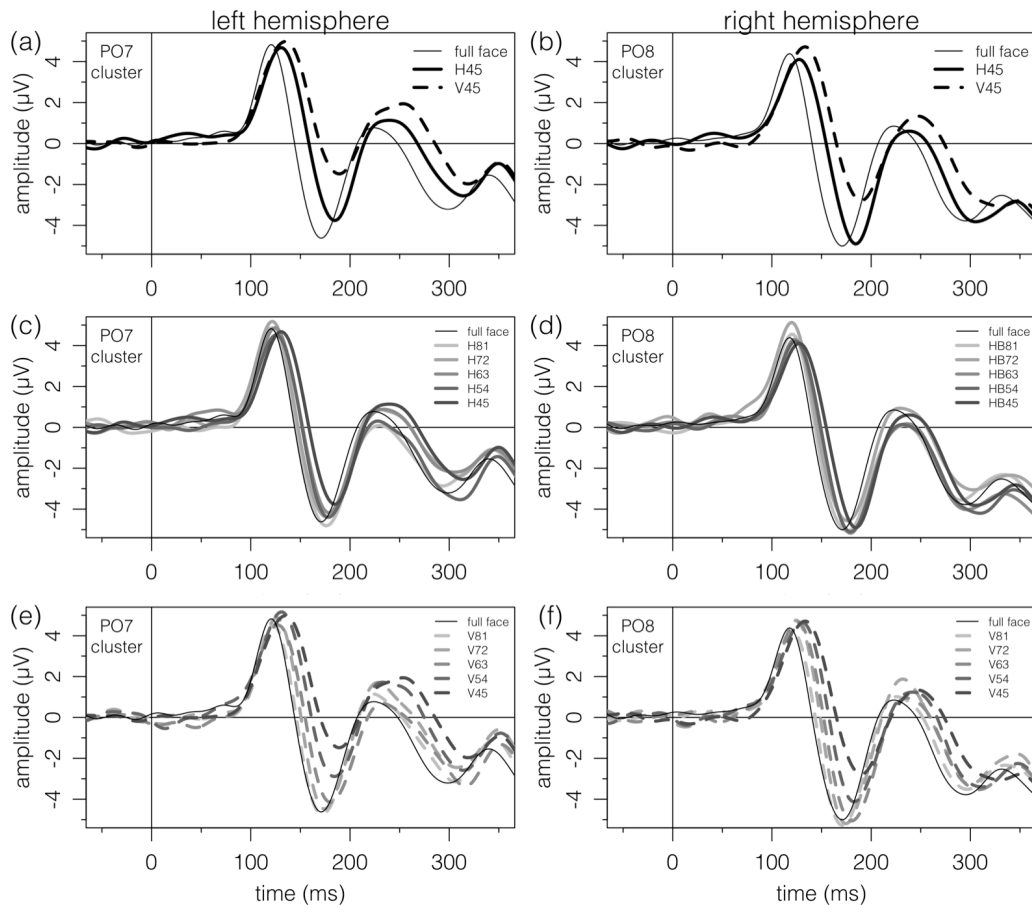 left hemisphere
right hemisphere
(a)
PO7
cluster
full face
H45
V45
amplitude (µV)
4
2
0
-2
-4
0
100
200
300
(b)
PO8
cluster
full face
H45
V45
amplitude (µV)
4
2
0
-2
-4
0
100
200
300
(c)
PO7
cluster
full face
H81
H72
H63
H54
H45
amplitude (µV)
4
2
0
-2
-4
0
100
200
300
(d)
PO8
cluster
full face
HB81
HB72
HB63
HB54
HB45
amplitude (µV)
4
2
0
-2
-4
0
100
200
300
(e)
PO7
cluster
full face
V81
V72
V63
V54
V45
amplitude (µV)
4
2
0
-2
-4
0
100
200
300
time (ms)
(f)
PO8
cluster
full face
V81
V72
V63
V54
V45
amplitude (µV)
4
2
0
-2
-4
0
100
200
300
time (ms)